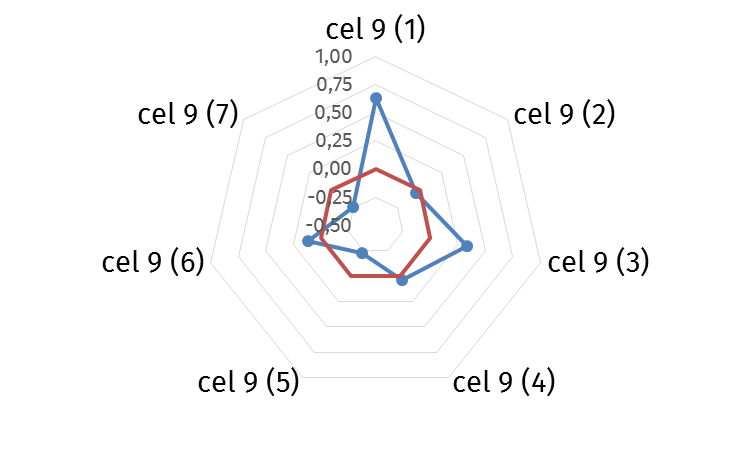 cel 9 (1)
1,00
0,75
cel 9 (7)
cel 9 (2)
0,50
0,25
0,00
-0,25
-0,50
cel 9 (6)
cel 9 (3)
cel 9 (5)
cel 9 (4)